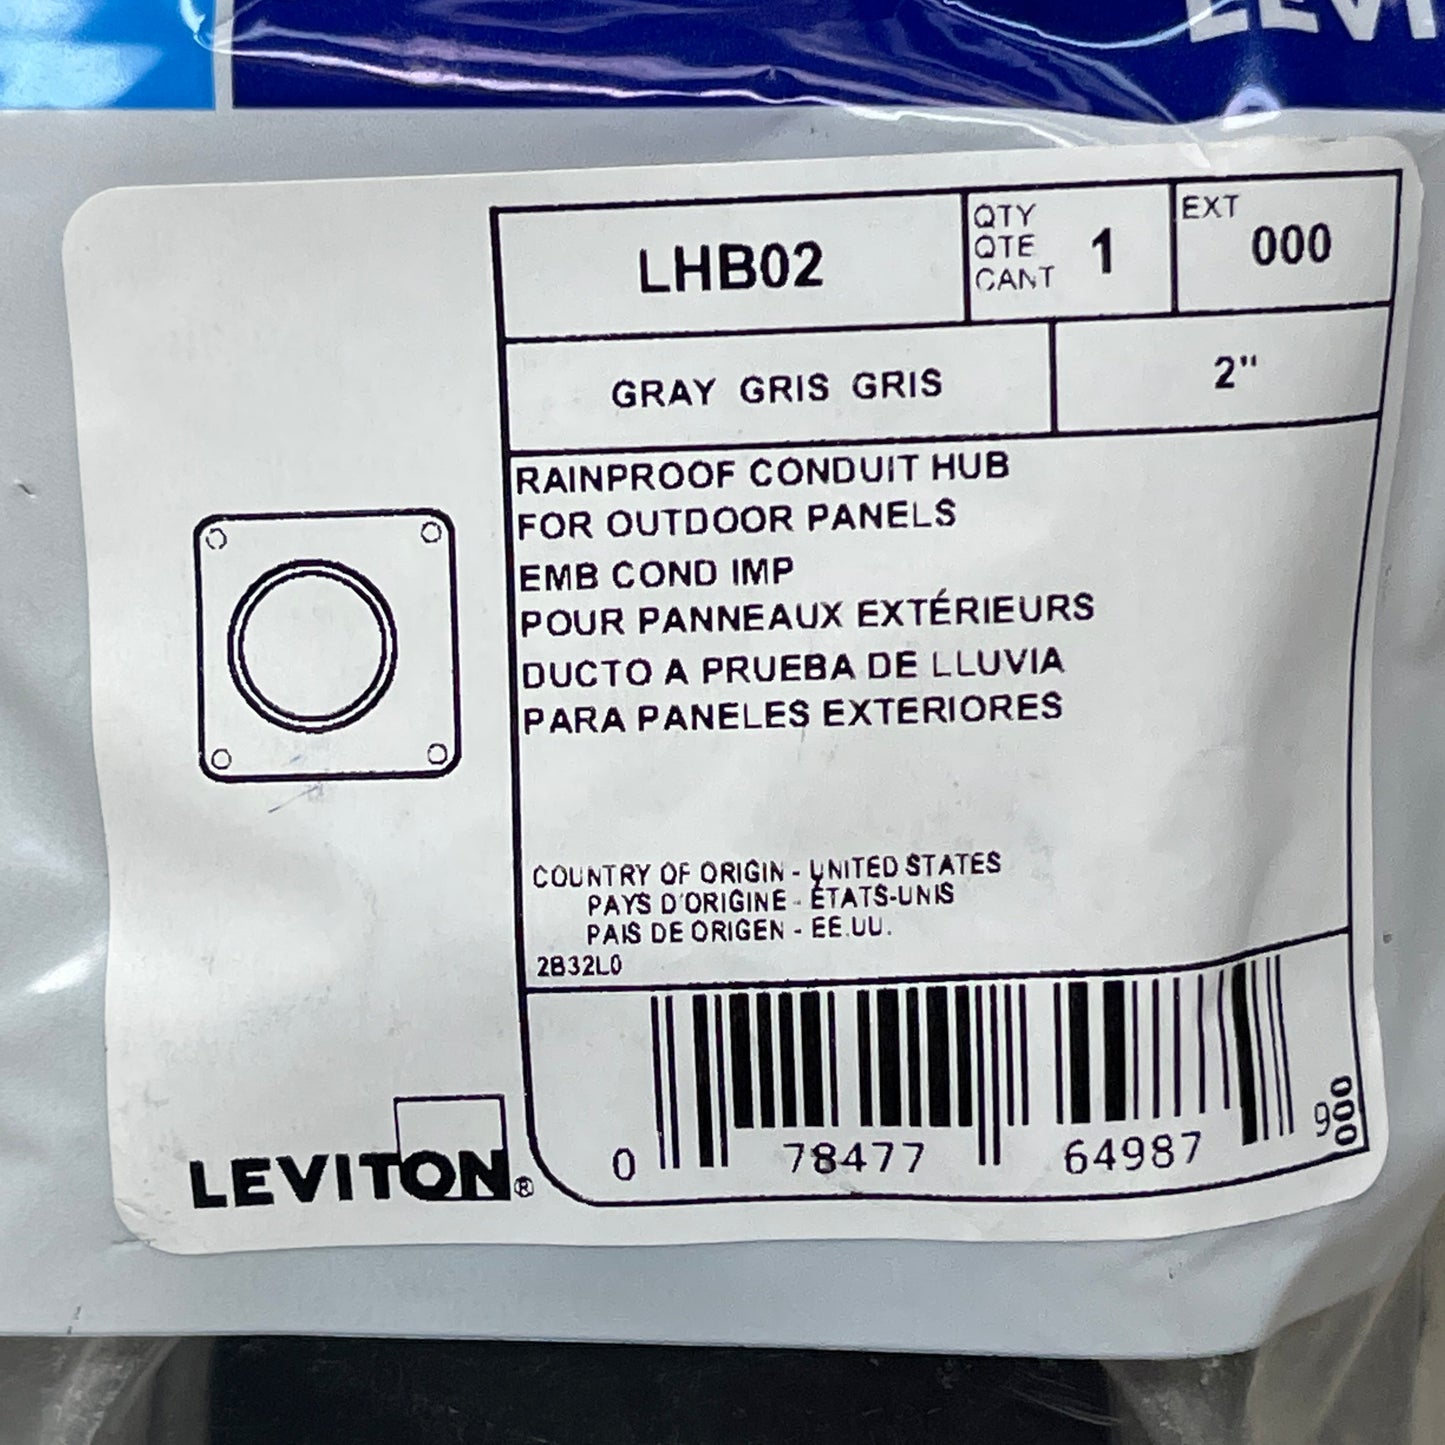 LEVI
LHB02
QTY
QTE
CANT
1
EXT
000
GRAY GRIS GRIS
2"
RAINPROOF CONDUIT HUB
FOR OUTDOOR PANELS
EMB COND IMP
POUR PANNEAUX EXTÉRIEURS
DUCTO A PRUEBA DE LLUVIA
PARA PANELES EXTERIORES
COUNTRY OF ORIGIN - UNITED STATES
PAYS D'ORIGINE - ÉTATS-UNIS
PAIS DE ORIGEN - EE.UU.
2B32L0
LEVITON®
0 78477 64987 9
000